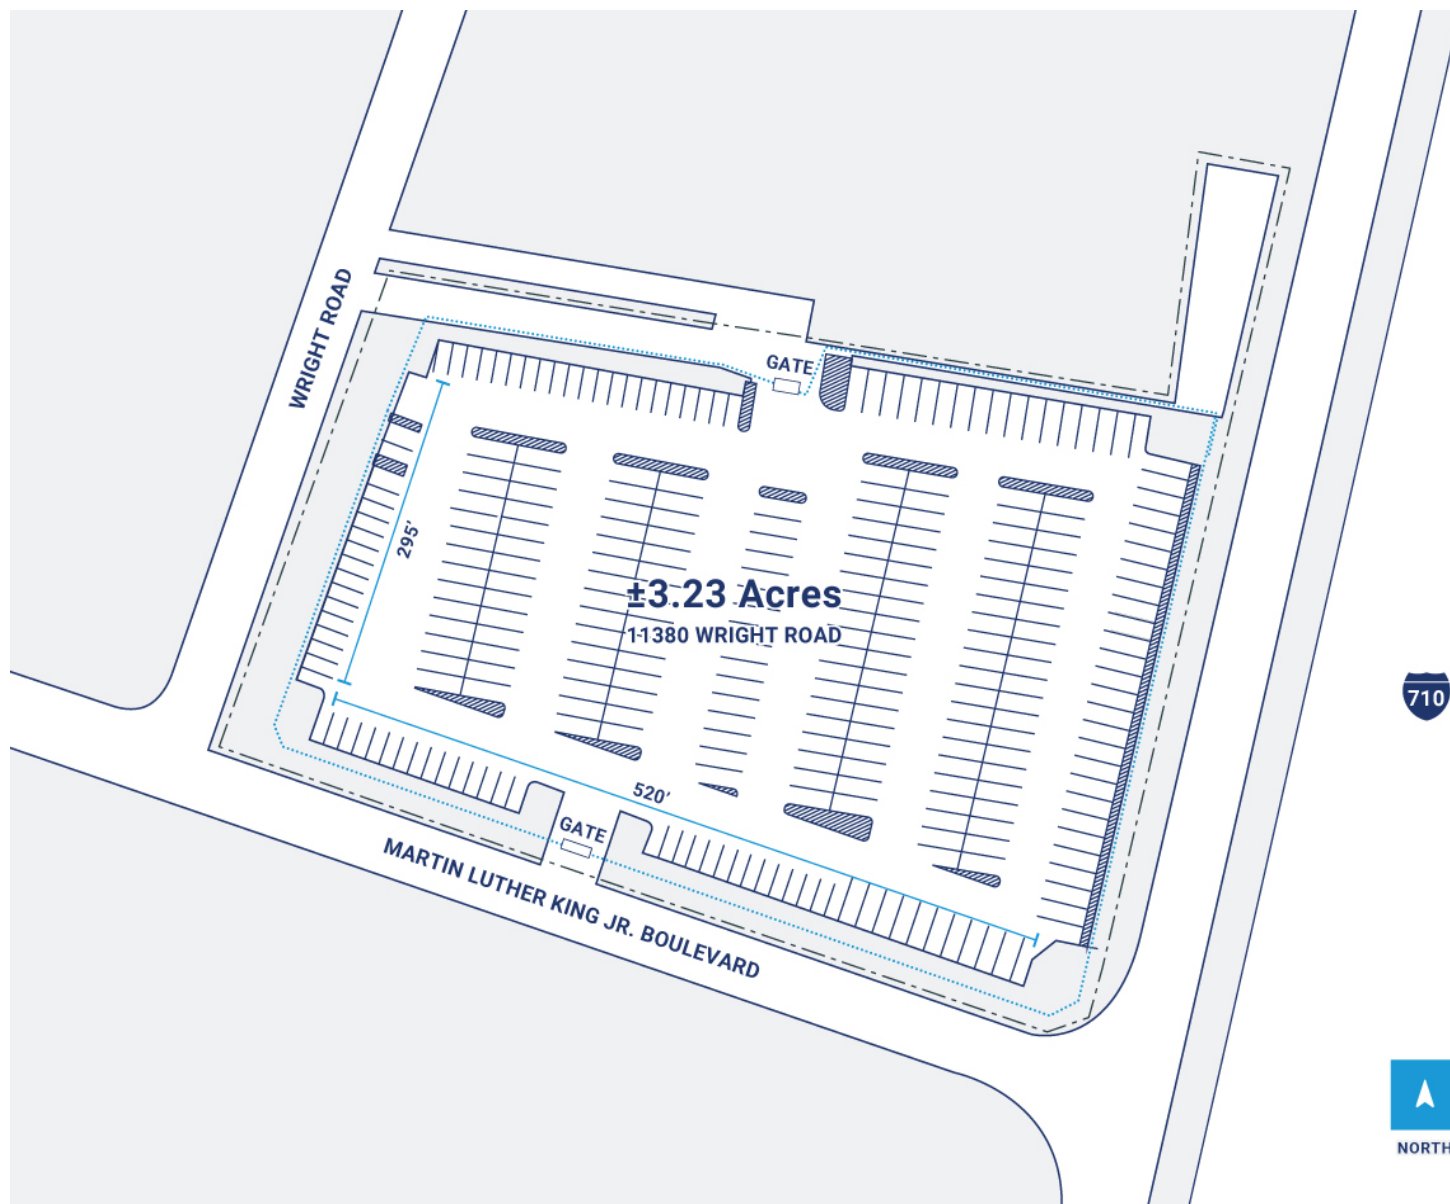 WRIGHT ROAD
GATE
295'
±3.23 Acres
11380 WRIGHT ROAD
710
520'
GATE
MARTIN LUTHER KING JR. BOULEVARD
NORTH